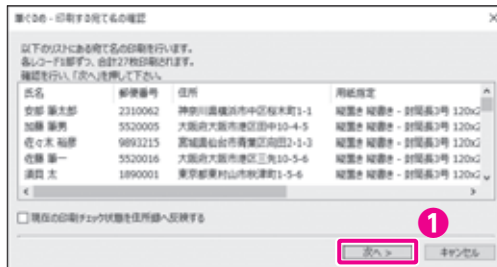 筆ぐるめ - 印刷する宛て名の確認
以下のリストにある宛て名の印刷を行います。
各レコード1部ずつ、合計27枚印刷されます。
確認を行い、「次へ」を押して下さい。
氏名 郵便番号 住所 用紙指定
安部 筆太郎 2310062 神奈川県横浜市中区桜木町1-1 縦置き 縦書き - 封筒長3号 120x2
加藤 筆男 5520005 大阪府大阪市港区田中10-4-5 縦置き 縦書き - 封筒長3号 120x2
佐々木 裕彦 9893215 宮城県仙台市青葉区向田2-1-3 縦置き 縦書き - 封筒長3号 120x2
佐藤 筆一 5520016 大阪府大阪市港区三先10-5-6 縦置き 縦書き - 封筒長3号 120x2
須貝 太 1890001 東京都東村山市秋津町1-5-6 縦置き 縦書き - 封筒長3号 120x2
現在の印刷チェック状態を住所録へ反映する
1
次へ > キャンセル